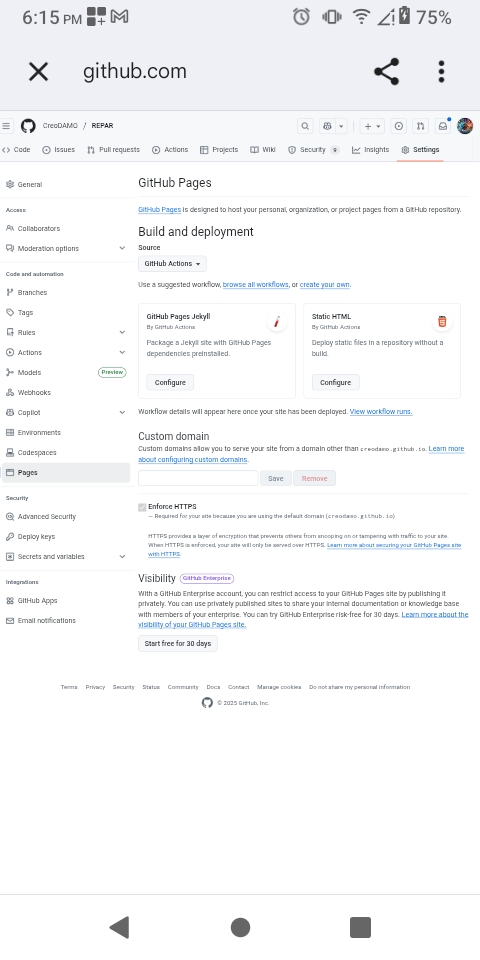 6:15 PM
75%
github.com
CreoDAMO / REPAR
Code Issues Pull requests Actions Projects Wiki Security 9 Insights Settings
General
Access
Collaborators
Moderation options
Code and automation
Branches
Tags
Rules
Actions
Models Preview
Webhooks
Copilot
Environments
Codespaces
Pages
Security
Advanced Security
Deploy keys
Secrets and variables
Integrations
GitHub Apps
Email notifications
GitHub Pages
GitHub Pages is designed to host your personal, organization, or project pages from a GitHub repository.
Build and deployment
Source
GitHub Actions
Use a suggested workflow, browse all workflows, or create your own.
GitHub Pages Jekyll
By GitHub Actions
Package a Jekyll site with GitHub Pages
dependencies preinstalled.
Configure
Static HTML
By GitHub Actions
Deploy static files in a repository without a
build.
Configure
Workflow details will appear here once your site has been deployed. View workflow runs.
Custom domain
Custom domains allow you to serve your site from a domain other than creodamo.github.io. Learn more
about configuring custom domains.
Save Remove
Enforce HTTPS
— Required for your site because you are using the default domain (creodamo.github.io)
HTTPS provides a layer of encryption that prevents others from snooping on or tampering with traffic to your site.
When HTTPS is enforced, your site will only be served over HTTPS. Learn more about securing your GitHub Pages site
with HTTPS.
Visibility GitHub Enterprise
With a GitHub Enterprise account, you can restrict access to your GitHub Pages site by publishing it
privately. You can use privately published sites to share your internal documentation or knowledge base
with members of your enterprise. You can try GitHub Enterprise risk-free for 30 days. Learn more about the
visibility of your GitHub Pages site.
Start free for 30 days
Terms Privacy Security Status Community Docs Contact Manage cookies Do not share my personal information
© 2025 GitHub, Inc.